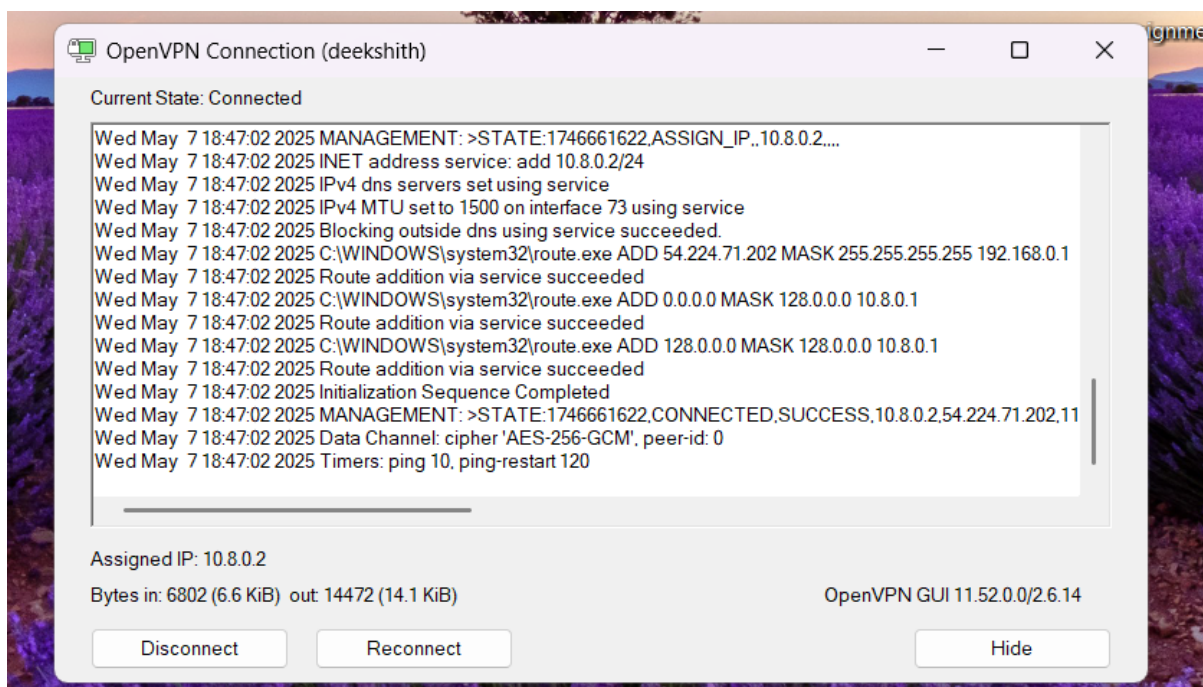 ignme
OpenVPN Connection (deekshith)
Current State: Connected
Wed May 7 18:47:02 2025 MANAGEMENT: >STATE:1746661622,ASSIGN_IP,,10.8.0.2,,,,
Wed May 7 18:47:02 2025 INET address service: add 10.8.0.2/24
Wed May 7 18:47:02 2025 IPv4 dns servers set using service
Wed May 7 18:47:02 2025 IPv4 MTU set to 1500 on interface 73 using service
Wed May 7 18:47:02 2025 Blocking outside dns using service succeeded.
Wed May 7 18:47:02 2025 C:\WINDOWS\system32\route.exe ADD 54.224.71.202 MASK 255.255.255.255 192.168.0.1
Wed May 7 18:47:02 2025 Route addition via service succeeded
Wed May 7 18:47:02 2025 C:\WINDOWS\system32\route.exe ADD 0.0.0.0 MASK 128.0.0.0 10.8.0.1
Wed May 7 18:47:02 2025 Route addition via service succeeded
Wed May 7 18:47:02 2025 C:\WINDOWS\system32\route.exe ADD 128.0.0.0 MASK 128.0.0.0 10.8.0.1
Wed May 7 18:47:02 2025 Route addition via service succeeded
Wed May 7 18:47:02 2025 Initialization Sequence Completed
Wed May 7 18:47:02 2025 MANAGEMENT: >STATE:1746661622,CONNECTED,SUCCESS,10.8.0.2,54.224.71.202,11
Wed May 7 18:47:02 2025 Data Channel: cipher 'AES-256-GCM', peer-id: 0
Wed May 7 18:47:02 2025 Timers: ping 10, ping-restart 120
Assigned IP: 10.8.0.2
Bytes in: 6802 (6.6 KiB) out: 14472 (14.1 KiB)
OpenVPN GUI 11.52.0.0/2.6.14
Disconnect
Reconnect
Hide